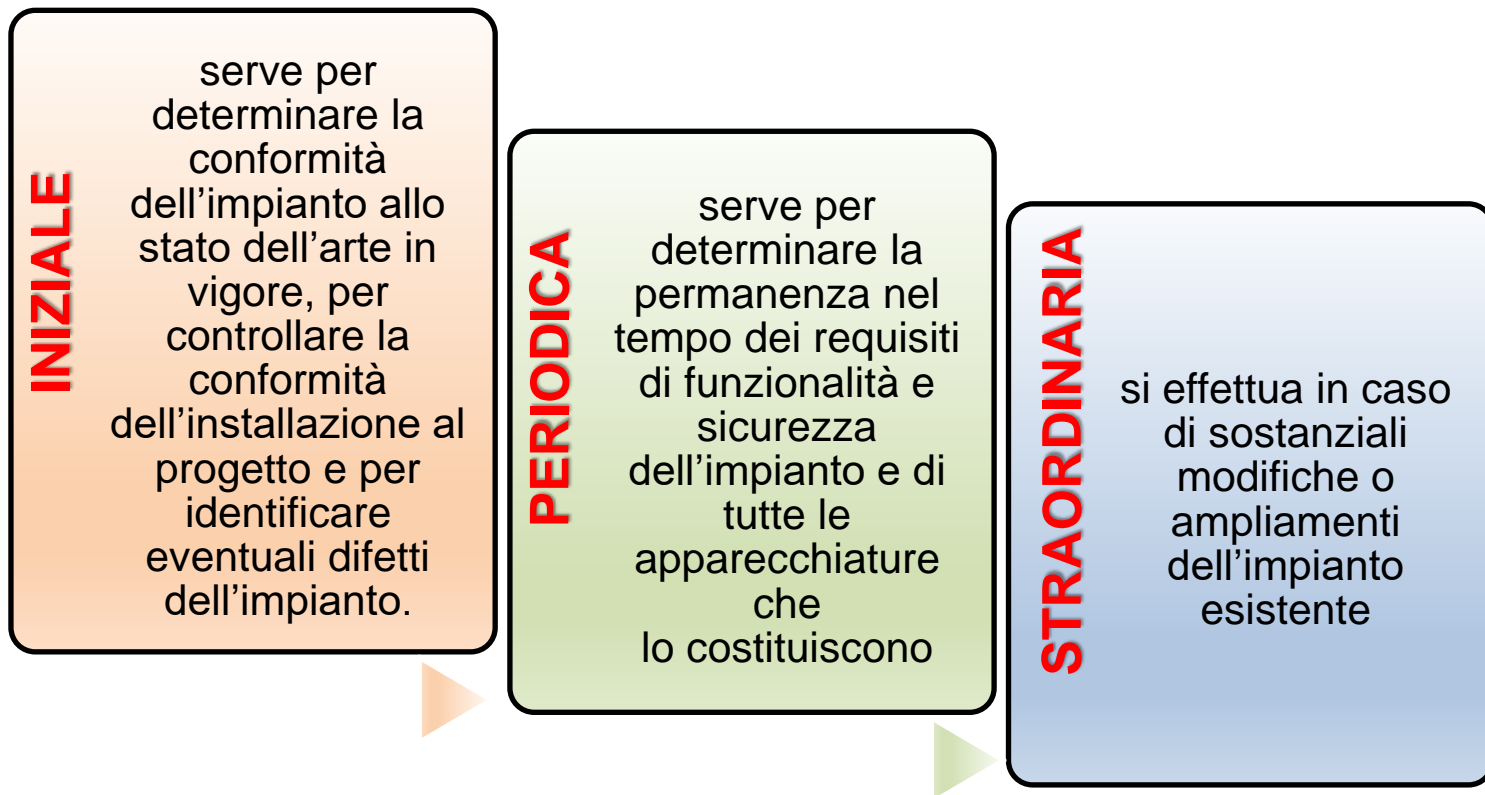 INIZIALE
serve per
determinare la
conformità
dell’impianto allo
stato dell’arte in
vigore, per
controllare la
conformità
dell’installazione al
progetto e per
identificare
eventuali difetti
dell’impianto.
PERIODICA
serve per
determinare la
permanenza nel
tempo dei requisiti
di funzionalità e
sicurezza
dell’impianto e di
tutte le
apparecchiature
che
lo costituiscono
STRAORDINARIA
si effettua in caso
di sostanziali
modifiche o
ampliamenti
dell’impianto
esistente